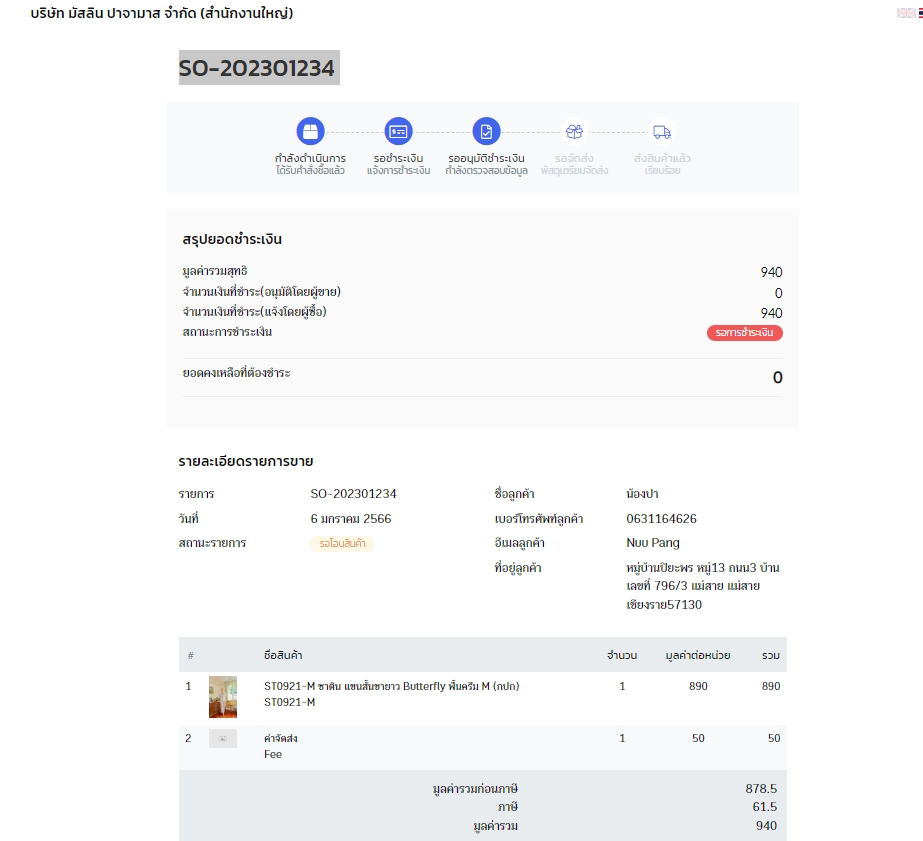 บริษัท มัสลิน ปาจามาส จำกัด (สำนักงานใหญ่)
SO-202301234
กำลังดำเนินการ
ได้รับคำสั่งซื้อแล้ว
รอชำระเงิน
แจ้งการชำระเงิน
รออนุมัติชำระเงิน
กำลังตรวจสอบข้อมูล
รอจัดส่ง
พัสดุเตรียมจัดส่ง
ส่งสินค้าแล้ว
เรียบร้อย
สรุปยอดชำระเงิน
มูลค่ารวมสุทธิ 940
จำนวนเงินที่ชำระ(อนุมัติโดยผู้ขาย) 0
จำนวนเงินที่ชำระ(แจ้งโดยผู้ซื้อ) 940
สถานะการชำระเงิน รอการชำระเงิน
ยอดคงเหลือที่ต้องชำระ 0
รายละเอียดรายการขาย
รายการ SO-202301234 ชื่อลูกค้า น้องปา
วันที่ 6 มกราคม 2566 เบอร์โทรศัพท์ลูกค้า 0631164626
สถานะรายการ รอโอนสินค้า อีเมลลูกค้า Nuu Pang
ที่อยู่ลูกค้า หมู่บ้านปิยะพร หมู่13 ถนน3 บ้าน
เลขที่ 796/3 แม่สาย แม่สาย
เชียงราย57130
# ชื่อสินค้า จำนวน มูลค่าต่อหน่วย รวม
1 ST0921-M ซาติน แขนสั้นขายาว Butterfly พื้นครีม M (กปก) 1 890 890
ST0921-M
2 ค่าจัดส่ง 1 50 50
Fee
มูลค่ารวมก่อนภาษี 878.5
ภาษี 61.5
มูลค่ารวม 940